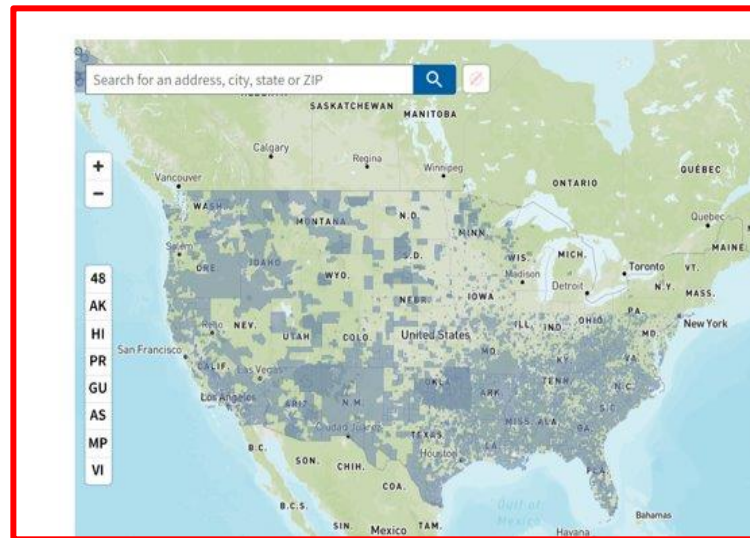 Search for an address, city, state or ZIP
SASKATCHEWAN
MANITOBA
Calgary
Regina
Winnipeg
Vancouver
ONTARIO
QUÉBEC
Quebec
+
−
WASH.
MONTANA
N.D.
MINN.
MAINE
Salem
ORE.
IDAHO
S.D.
WIS.
MICH.
Toronto
VT.
WYO.
Madison
Detroit
N.Y.
MASS.
48
AK
HI
PR
GU
AS
MP
VI
NEBR.
IOWA
PA.
Reno
NEV.
UTAH
COLO.
United States
ILL.
IND.
OHIO
MD.
New York
San Francisco
CALIF.
Las Vegas
MO.
KY.
VA.
Los Angeles
ARIZ.
N.M.
OKLA.
ARK.
TENN.
N.C.
S.C.
Ciudad Juárez
TEXAS
MISS.
ALA.
GA.
LA.
B.C.
Houston
SON.
CHIH.
FLA.
COA.
B.C.S.
Gulf of
Mexico
Bahamas
SIN.
Mexico
TAM.
Havana